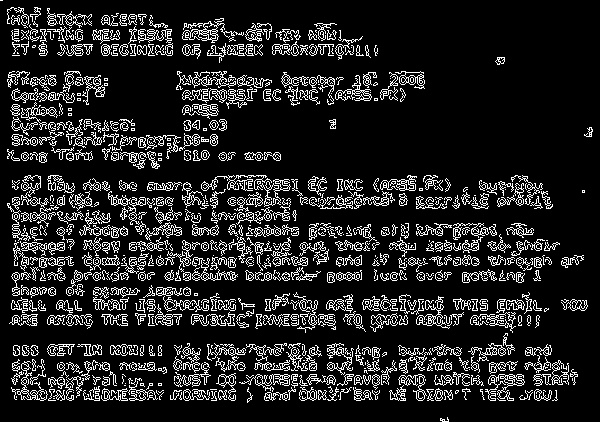 HOT STOCK ALERT!
EXCITING NEW ISSUE ARSS - GET IN NOW!
IT'S JUST BEGINING OF 1 WEEK PROMOTION!!!
Trade Date: Wednesday, October 18, 2006
Company: AMEROSSI EC INC (ARSS.PK)
Symbol: ARSS
Current Price: $4.03
Short Term Target: $6-8
Long Term Target: $10 or more
You may not be aware of AMEROSSI EC INC (ARSS.PK) , but you
should be, because this company represents a terrific profit
opportunity for early investors!
Sick of Hedge Funds and all the great new
issues? Most stock brokers give out their new issues to their
largest commission paying clients and if you trade through an
online broker or discount broker... good luck ever getting 1
share of a new issue.
WELL ALL THAT IS CHANGING - IF YOU ARE RECEIVING THIS EMAIL, YOU
ARE AMONG THE FIRST PUBLIC INVESTORS TO KNOW ABOUT ARSS!!!!
$$$ GET IN NOW!!! You know the old saying, buy the rumor and
sell on the news. Once the news is out it is time to get ready
for next rally... JUST DO YOURSELF A FAVOR AND WATCH ARSS START
TRADING WEDNESDAY MORNING , and DON'T SAY WE DIDN'T TELL YOU!